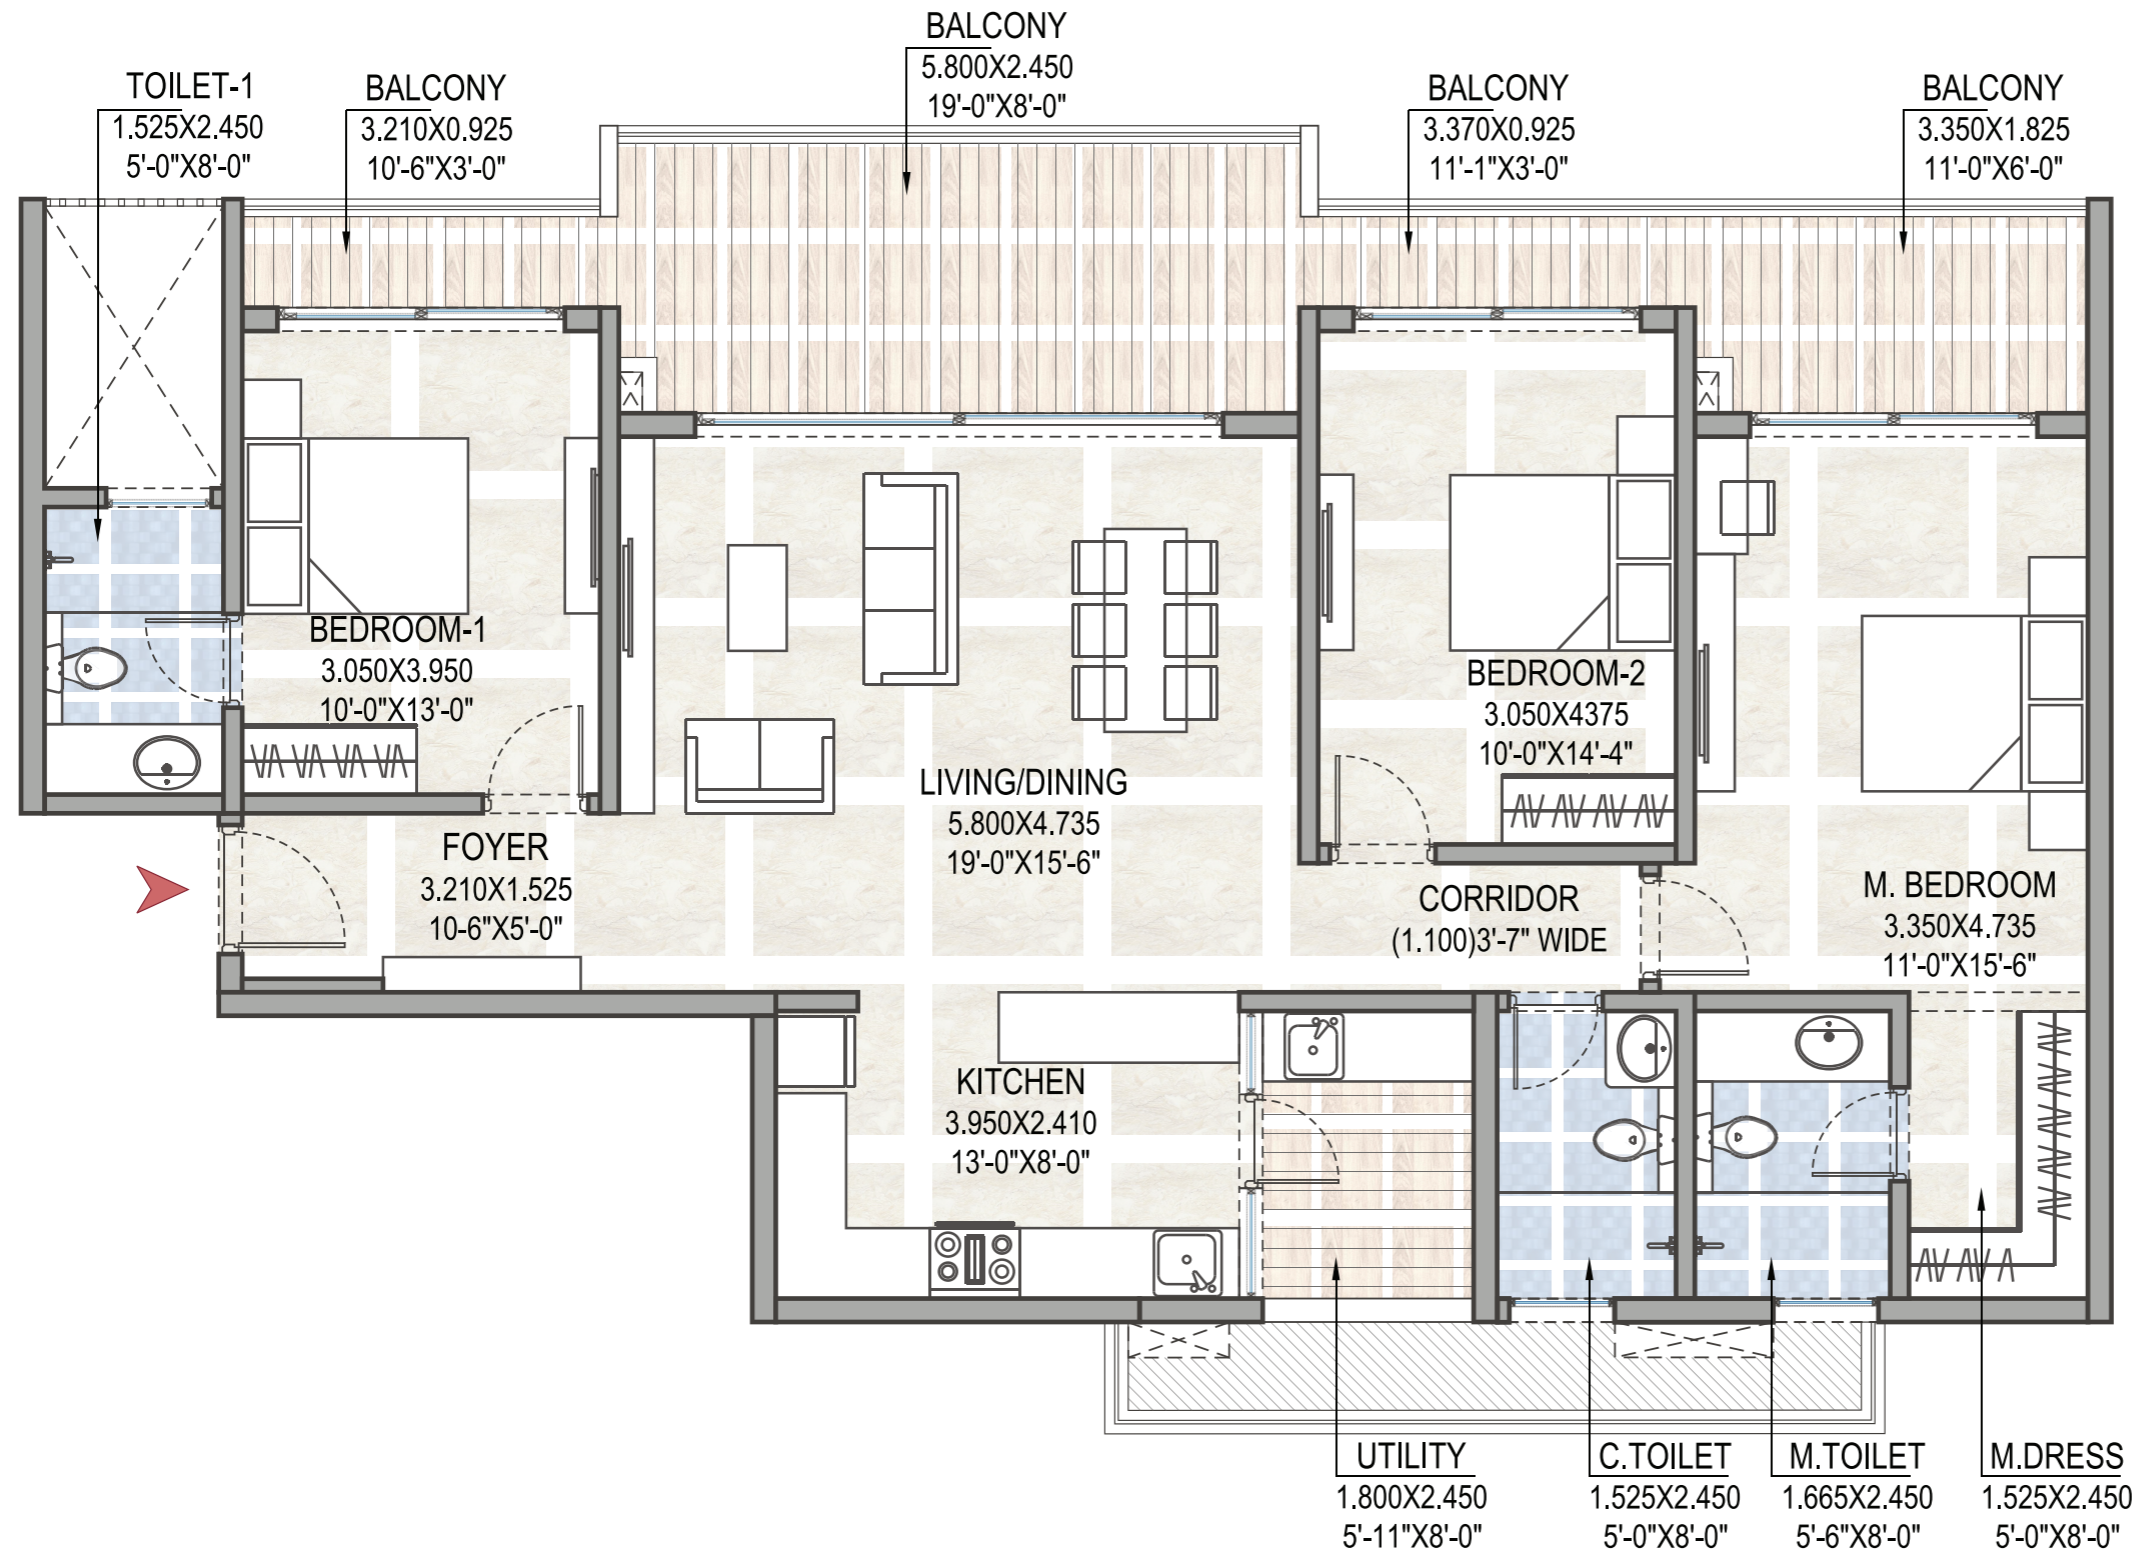 BALCONY
5.800X2.450
19'-0"X8'-0"
TOILET-1
1.525X2.450
5'-0"X8'-0"
BALCONY
3.210X0.925
10'-6"X3'-0"
BALCONY
3.370X0.925
11'-1"X3'-0"
BALCONY
3.350X1.825
11'-0"X6'-0"
BEDROOM-1
3.050X3.950
10'-0"X13'-0"
BEDROOM-2
3.050X4375
10'-0"X14'-4"
LIVING/DINING
5.800X4.735
19'-0"X15'-6"
FOYER
3.210X1.525
10-6"X5'-0"
CORRIDOR
(1.100)3'-7" WIDE
M. BEDROOM
3.350X4.735
11'-0"X15'-6"
KITCHEN
3.950X2.410
13'-0"X8'-0"
UTILITY
1.800X2.450
5'-11"X8'-0"
C.TOILET
1.525X2.450
5'-0"X8'-0"
M.TOILET
1.665X2.450
5'-6"X8'-0"
M.DRESS
1.525X2.450
5'-0"X8'-0"